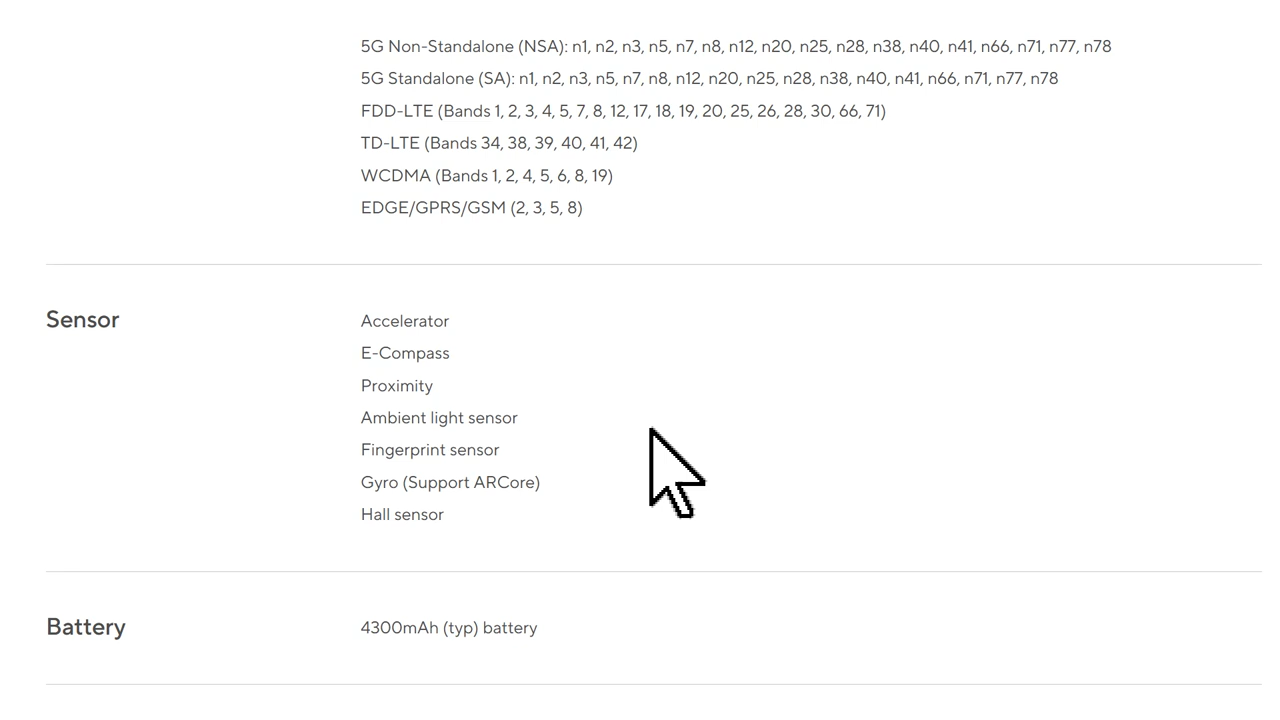 5G Non-Standalone (NSA): n1, n2, n3, n5, n7, n8, n12, n20, n25, n28, n38, n40, n41, n66, n71, n77, n78
5G Standalone (SA): n1, n2, n3, n5, n7, n8, n12, n20, n25, n28, n38, n40, n41, n66, n71, n77, n78
FDD-LTE (Bands 1, 2, 3, 4, 5, 7, 8, 12, 17, 18, 19, 20, 25, 26, 28, 30, 66, 71)
TD-LTE (Bands 34, 38, 39, 40, 41, 42)
WCDMA (Bands 1, 2, 4, 5, 6, 8, 19)
EDGE/GPRS/GSM (2, 3, 5, 8)
Sensor
Accelerator
E-Compass
Proximity
Ambient light sensor
Fingerprint sensor
Gyro (Support ARCore)
Hall sensor
Battery
4300mAh (typ) battery